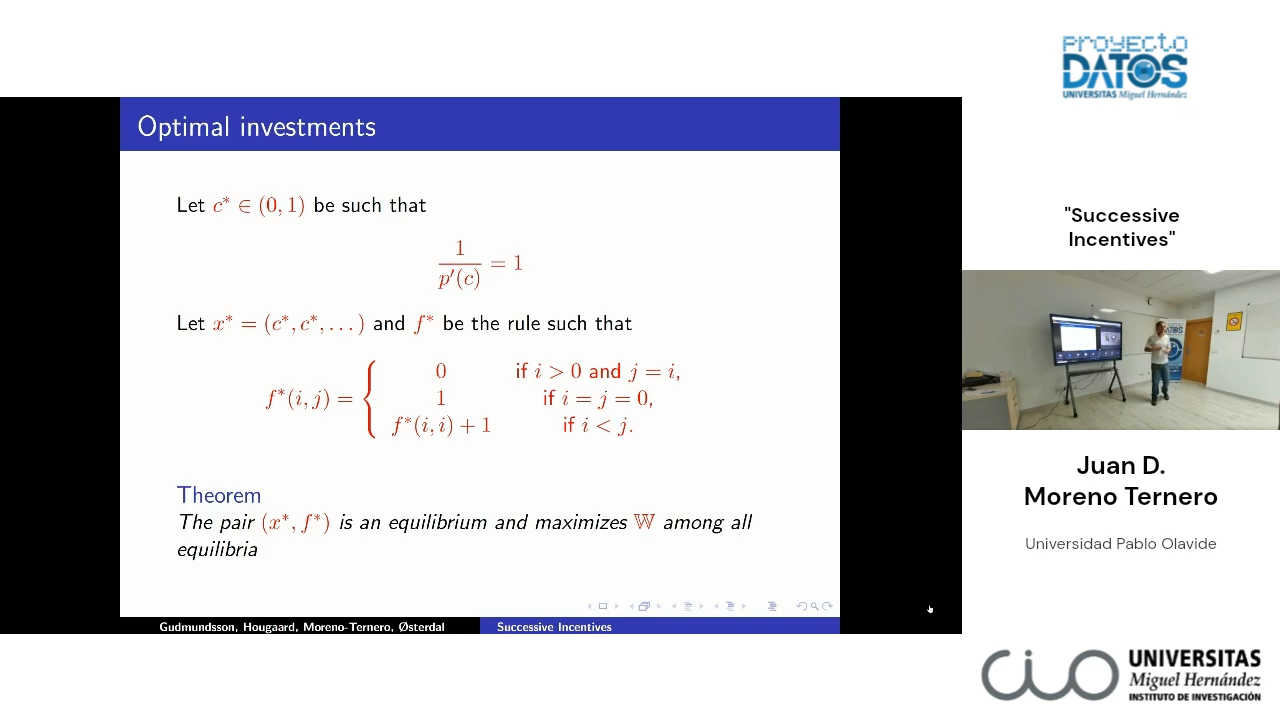 Optimal investments
Let c* ∈ (0, 1) be such that
1
p′(c)
= 1
Let x* = (c*, c*, . . . ) and f* be the rule such that
f*(i, j) =
0 if i > 0 and j = i,
1 if i = j = 0,
f*(i, i) + 1 if i < j.
Theorem
The pair (x*, f*) is an equilibrium and maximizes 𝕎 among all
equilibria
Gudmundsson, Hougaard, Moreno-Ternero, Østerdal
Successive Incentives
PROYECTO
DATOS
UNIVERSITAS Miguel Hernández
"Successive
Incentives"
Juan D.
Moreno Ternero
Universidad Pablo Olavide
CIO
UNIVERSITAS
Miguel Hernández
INSTITUTO DE INVESTIGACIÓN